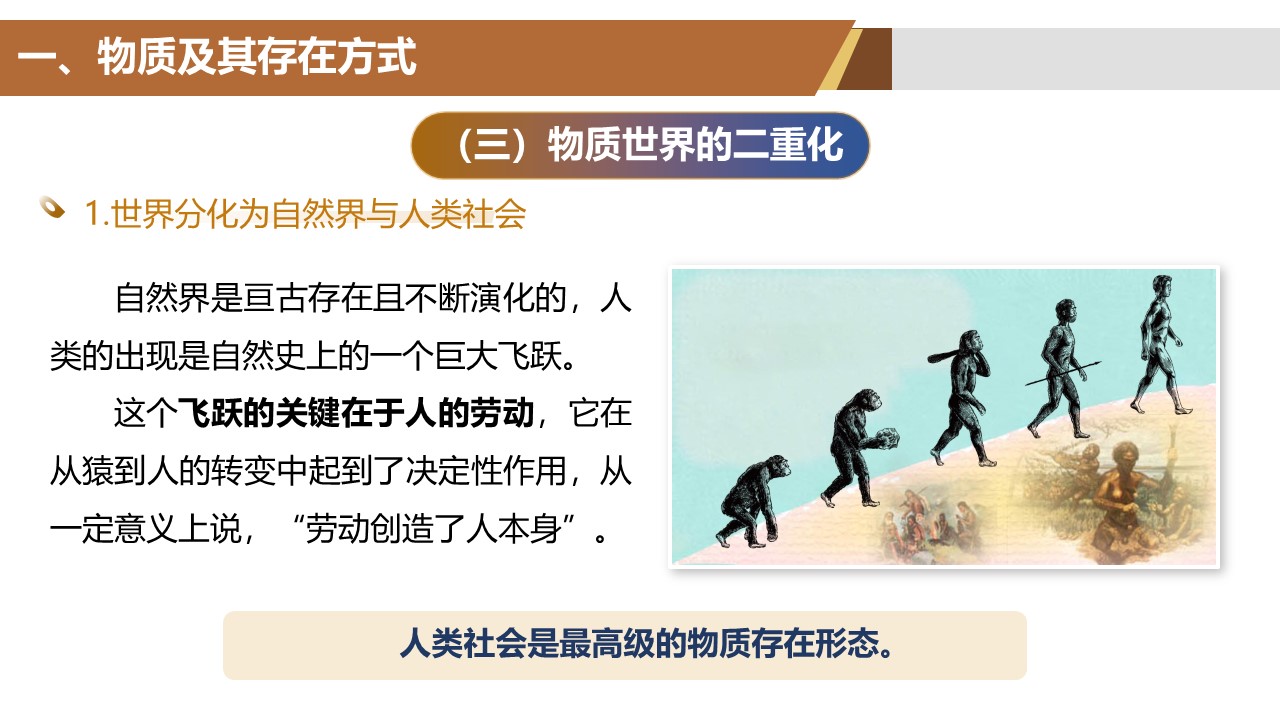 一、物质及其存在方式
（三）物质世界的二重化
1.世界分化为自然界与人类社会
自然界是亘古存在且不断演化的，人
类的出现是自然史上的一个巨大飞跃。
这个飞跃的关键在于人的劳动，它在
从猿到人的转变中起到了决定性作用，从
一定意义上说，“劳动创造了人本身”。
人类社会是最高级的物质存在形态。